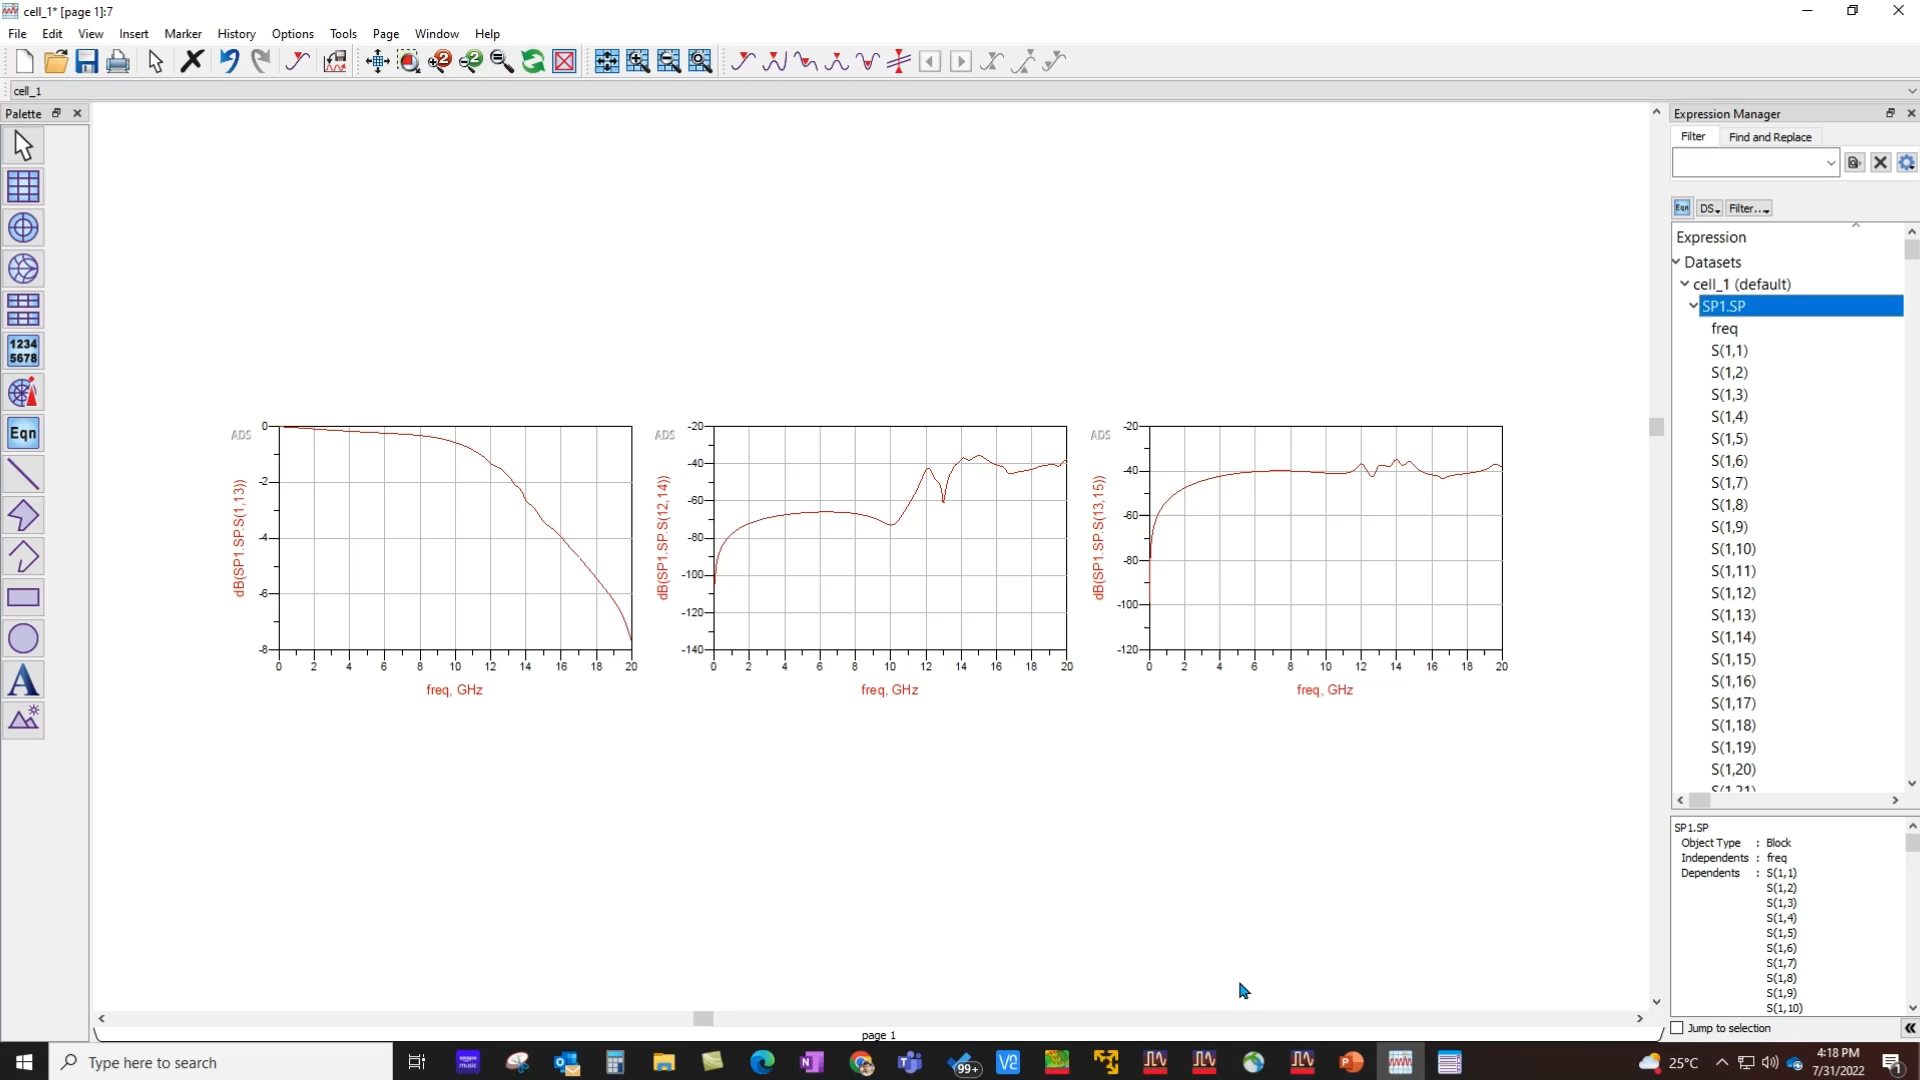 cell_1* [page 1]:7
File Edit View Insert Marker History Options Tools Page Window Help
cell_1
Palette
1234
5678
Eqn
ADS
dB(SP1.SP.S(1,13))
0
-2
-4
-6
-8
0 2 4 6 8 10 12 14 16 18 20
freq, GHz
ADS
dB(SP1.SP.S(12,14))
-20
-40
-60
-80
-100
-120
-140
0 2 4 6 8 10 12 14 16 18 20
freq, GHz
ADS
dB(SP1.SP.S(13,15))
-20
-40
-60
-80
-100
-120
0 2 4 6 8 10 12 14 16 18 20
freq, GHz
page 1
Expression Manager
Filter Find and Replace
Eqn DS Filter...
Expression
Datasets
cell_1 (default)
SP1.SP
freq
S(1,1)
S(1,2)
S(1,3)
S(1,4)
S(1,5)
S(1,6)
S(1,7)
S(1,8)
S(1,9)
S(1,10)
S(1,11)
S(1,12)
S(1,13)
S(1,14)
S(1,15)
S(1,16)
S(1,17)
S(1,18)
S(1,19)
S(1,20)
S(1,21)
SP1.SP
Object Type : Block
Independents : freq
Dependents : S(1,1)
S(1,2)
S(1,3)
S(1,4)
S(1,5)
S(1,6)
S(1,7)
S(1,8)
S(1,9)
S(1,10)
Jump to selection
Type here to search
99+
25°C
4:18 PM
7/31/2022
1